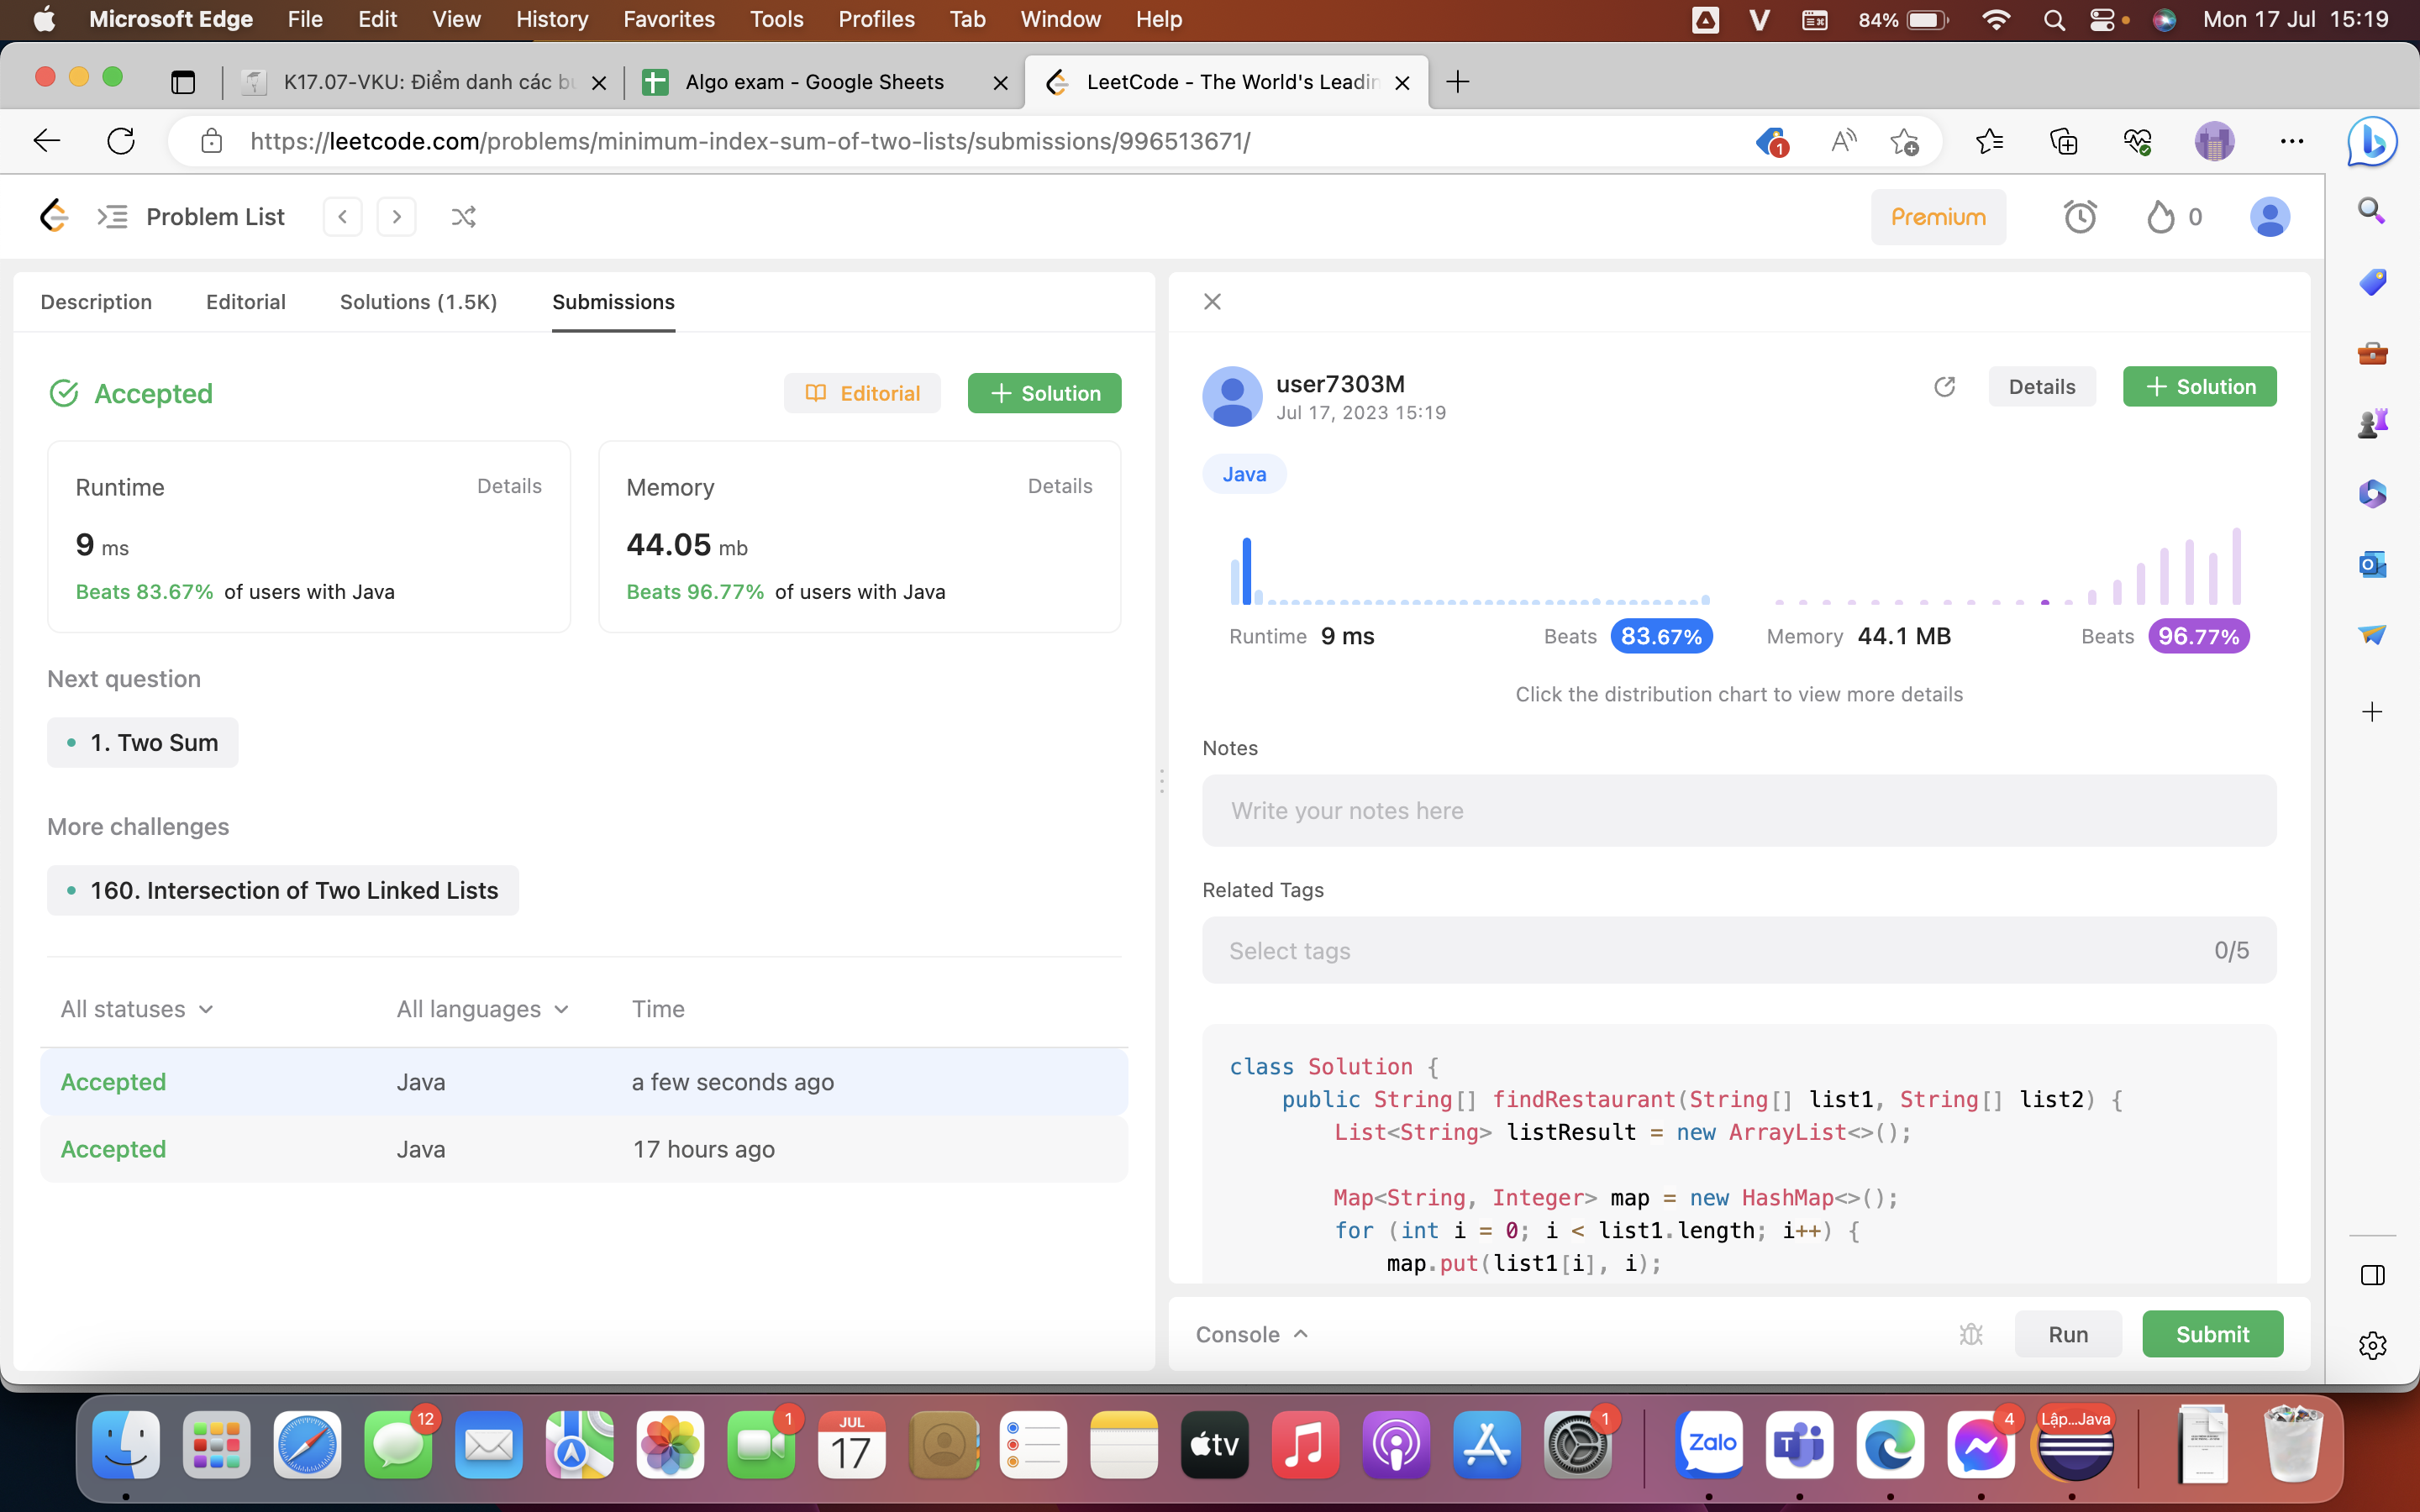 Microsoft Edge File Edit View History Favorites Tools Profiles Tab Window Help 84% Mon 17 Jul 15:19
K17.07-VKU: Điểm danh các bu Algo exam - Google Sheets LeetCode - The World's Leadin
https://leetcode.com/problems/minimum-index-sum-of-two-lists/submissions/996513671/ 1
Problem List Premium 0
Description Editorial Solutions (1.5K) Submissions
Accepted Editorial + Solution
Runtime Details
9 ms
Beats 83.67% of users with Java
Memory Details
44.05 mb
Beats 96.77% of users with Java
Next question
1. Two Sum
More challenges
160. Intersection of Two Linked Lists
All statuses All languages Time
Accepted Java a few seconds ago
Accepted Java 17 hours ago
user7303M
Jul 17, 2023 15:19
Details + Solution
Java
Runtime 9 ms Beats 83.67% Memory 44.1 MB Beats 96.77%
Click the distribution chart to view more details
Notes
Write your notes here
Related Tags
Select tags 0/5
class Solution {
public String[] findRestaurant(String[] list1, String[] list2) {
List<String> listResult = new ArrayList<>();
Map<String, Integer> map = new HashMap<>();
for (int i = 0; i < list1.length; i++) {
map.put(list1[i], i);
Console Run Submit
12 1 JUL 17 tv 1 Zalo 4 Lập...Java